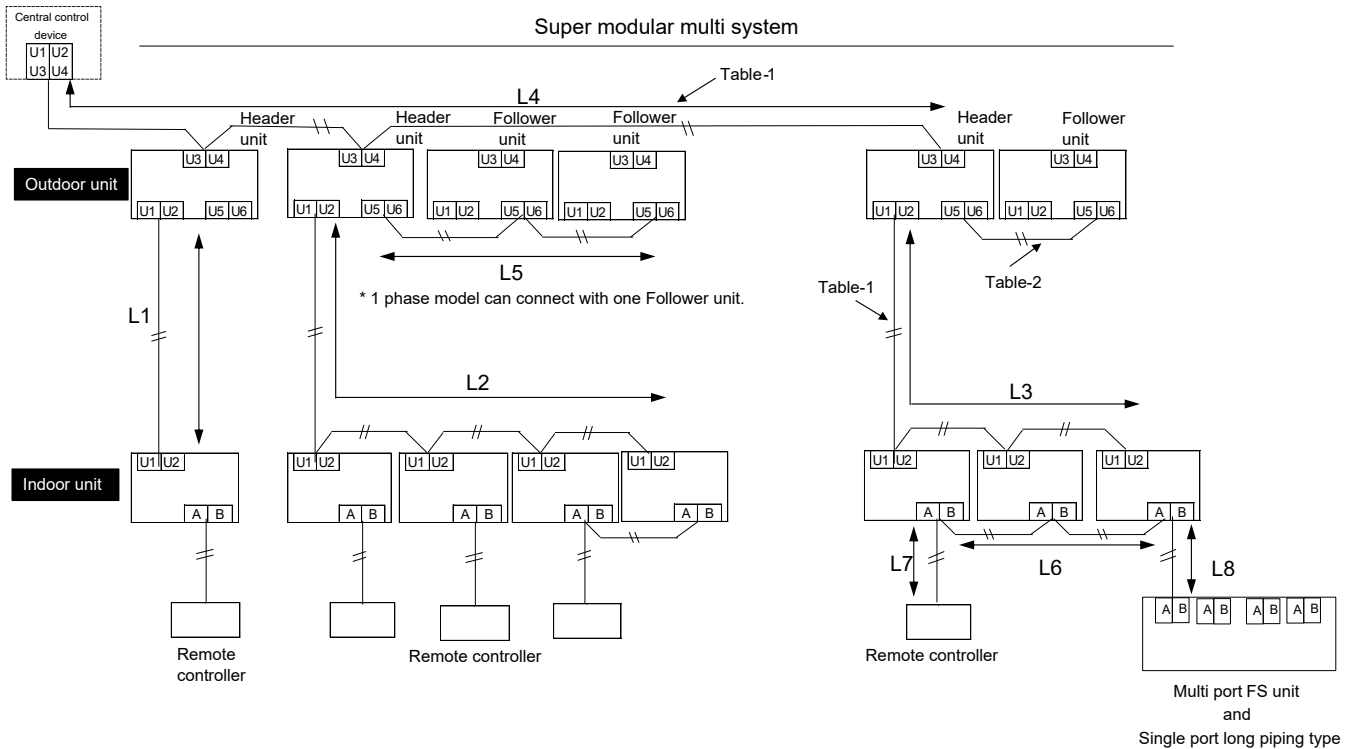 Central control
device
U1 U2
U3 U4
Super modular multi system
Table-1
L4
Header
unit
Header
unit
Follower
unit
Follower
unit
Header
unit
Follower
unit
Outdoor unit
U3 U4
U1 U2 U5 U6
U3 U4
U1 U2 U5 U6
U3 U4
U1 U2 U5 U6
U3 U4
U1 U2 U5 U6
U3 U4
U1 U2 U5 U6
U3 U4
U1 U2 U5 U6
L5
* 1 phase model can connect with one Follower unit.
Table-2
Table-1
L1
L2
L3
Indoor unit
U1 U2
A B
U1 U2
A B
U1 U2
A B
U1 U2
A B
U1 U2
A B
U1 U2
A B
U1 U2
A B
U1 U2
A B
L7
L6
L8
A B A B A B A B
Remote
controller
Remote controller
Remote controller
Multi port FS unit
and
Single port long piping type